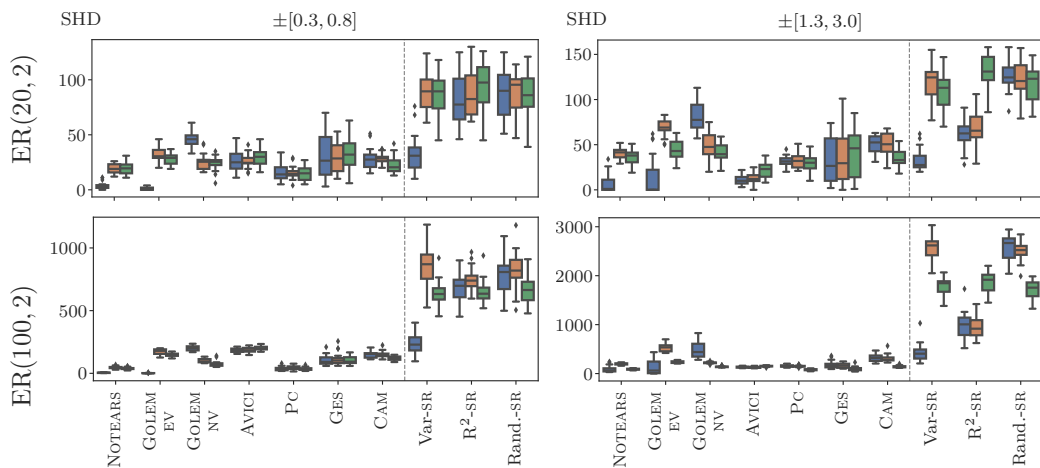 SHD ±[0.3, 0.8] SHD ±[1.3, 3.0]
ER(20, 2)
100
50
0
150
100
50
0
ER(100, 2)
1000
500
0
3000
2000
1000
0
NOTEARS
GOLEM EV
GOLEM NV
AVICI
PC
GES
CAM
Var-SR
R²-SR
Rand.-SR
NOTEARS
GOLEM EV
GOLEM NV
AVICI
PC
GES
CAM
Var-SR
R²-SR
Rand.-SR